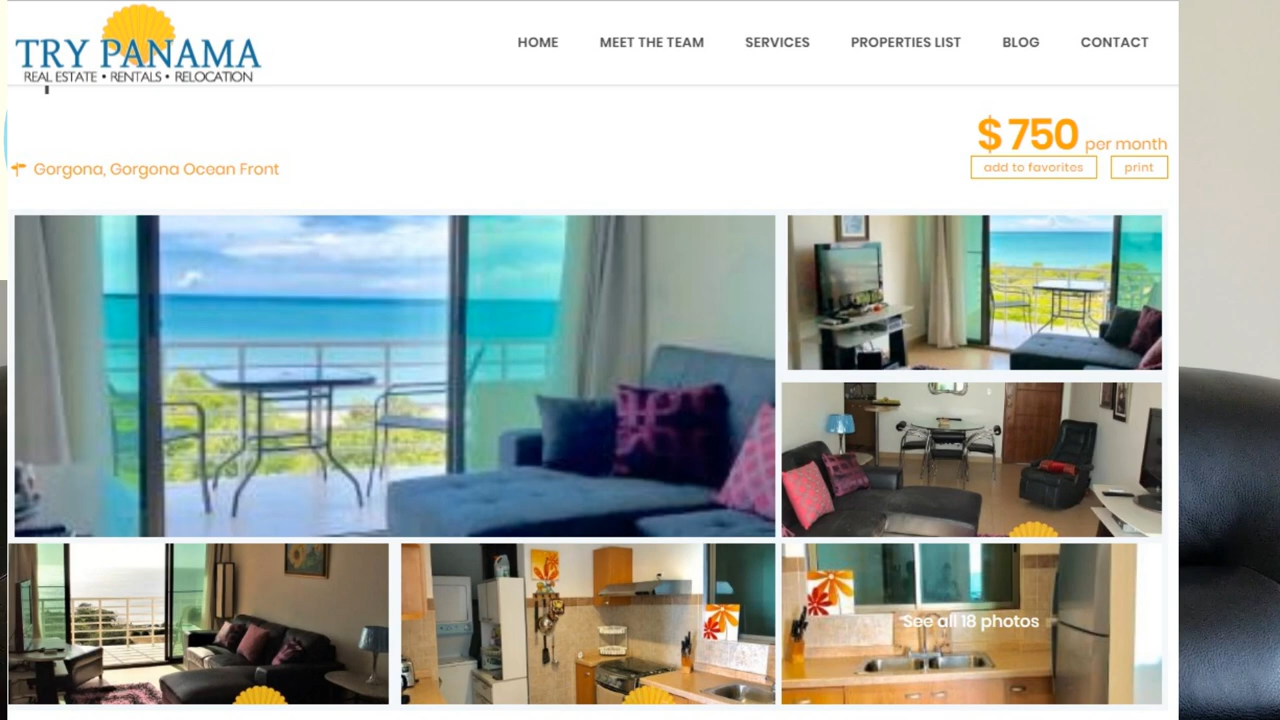 TRY PANAMA
REAL ESTATE • RENTALS • RELOCATION
HOME MEET THE TEAM SERVICES PROPERTIES LIST BLOG CONTACT
$ 750 per month
Gorgona, Gorgona Ocean Front
add to favorites print
See all 18 photos